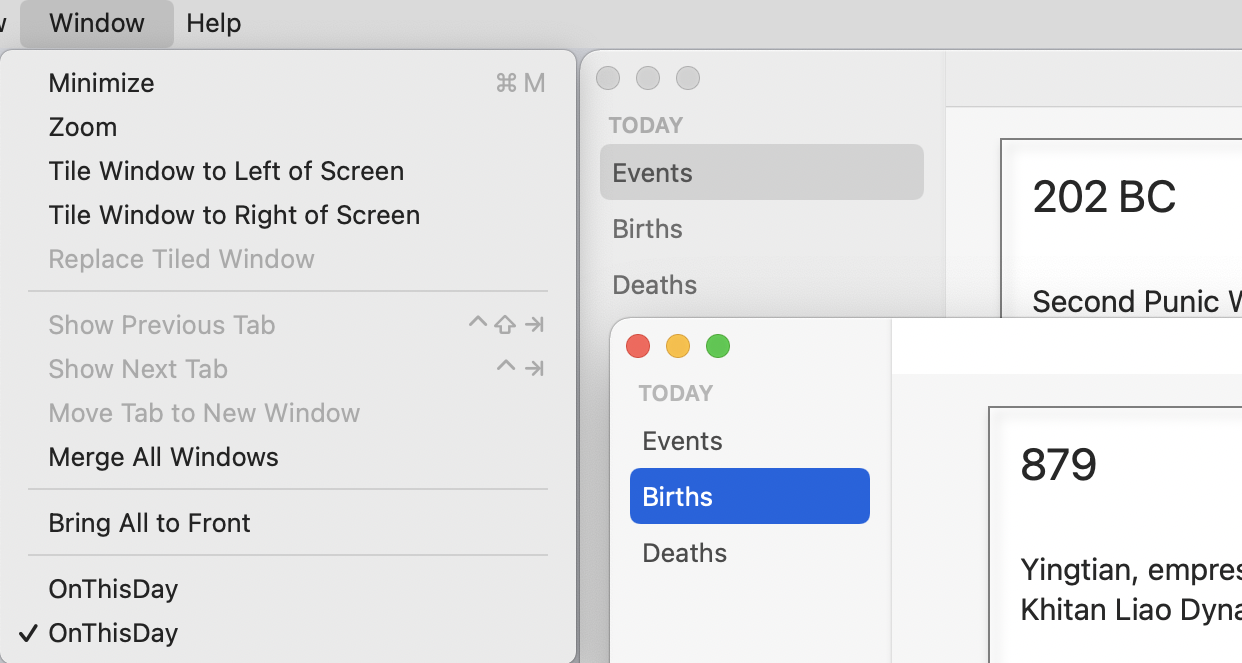 Window Help
Minimize ⌘ M
Zoom
Tile Window to Left of Screen
Tile Window to Right of Screen
Replace Tiled Window
Show Previous Tab ^⇧⇥
Show Next Tab ^⇥
Move Tab to New Window
Merge All Windows
Bring All to Front
OnThisDay
✓ OnThisDay
TODAY
Events
Births
Deaths
202 BC
Second Punic
TODAY
Events
Births
Deaths
879
Yingtian,
Khitan Liao